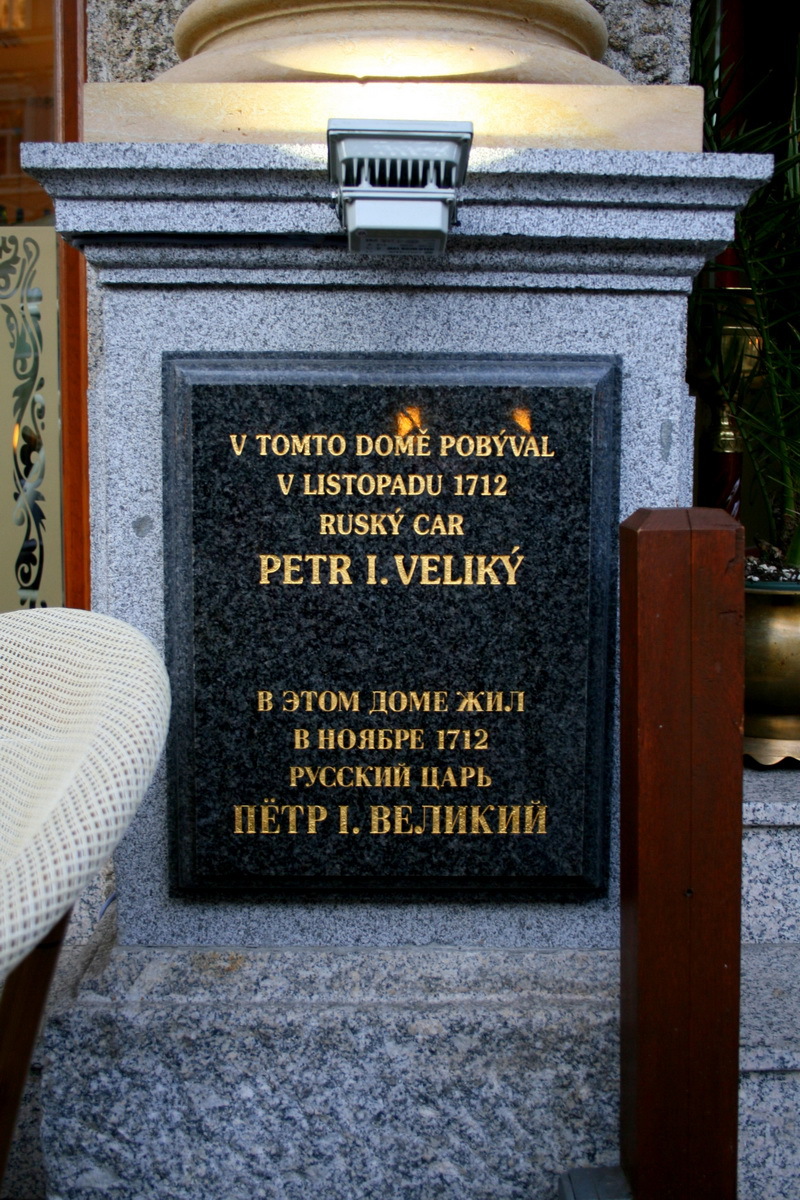 V TOMTO DOMĚ POBÝVAL
V LISTOPADU 1712
RUSKÝ CAR
PETR I. VELIKÝ
В ЭТОМ ДОМЕ ЖИЛ
В НОЯБРЕ 1712
РУССКИЙ ЦАРЬ
ПЁТР I. ВЕЛИКИЙ